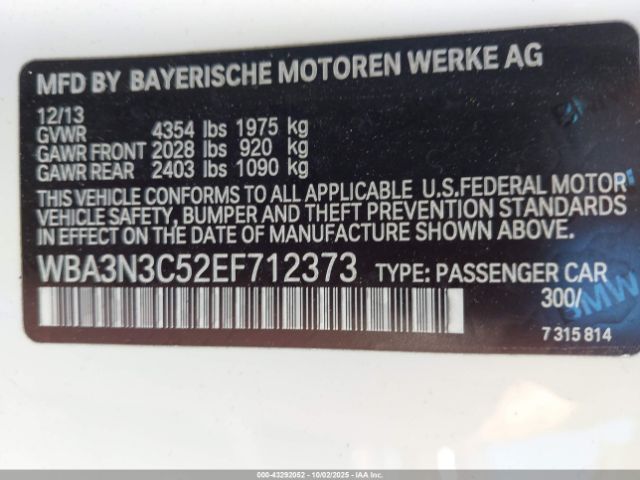 MFD BY BAYERISCHE MOTOREN WERKE AG
12/13
GVWR 4354 lbs 1975 kg
GAWR FRONT 2028 lbs 920 kg
GAWR REAR 2403 lbs 1090 kg
THIS VEHICLE CONFORMS TO ALL APPLICABLE U.S.FEDERAL MOTOR
VEHICLE SAFETY, BUMPER AND THEFT PREVENTION STANDARDS
IN EFFECT ON THE DATE OF MANUFACTURE SHOWN ABOVE.
WBA3N3C52EF712373 TYPE: PASSENGER CAR
300/
BMW
7 315 814
000-43292052 - 10/02/2025 - IAA, Inc.